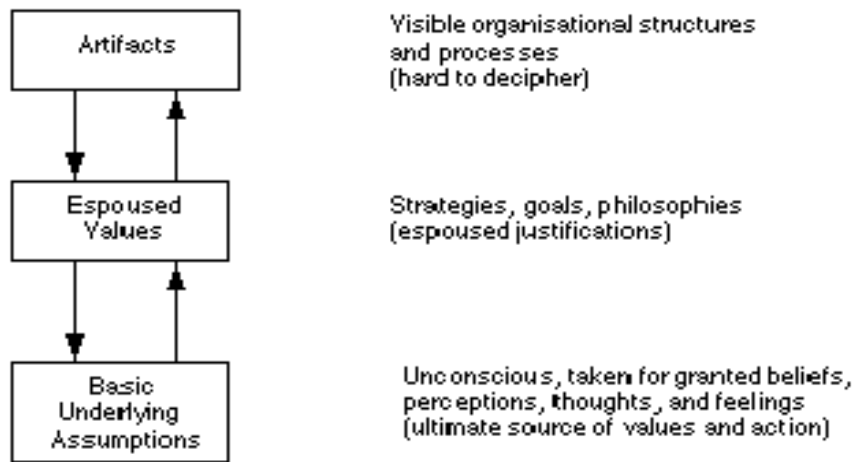 Artifacts
Visible organisational structures
and processes
(hard to decipher)
Espoused
Values
Strategies, goals, philosophies
(espoused justifications)
Basic
Underlying
Assumptions
Unconscious, taken for granted beliefs,
perceptions, thoughts, and feelings
(ultimate source of values and action)